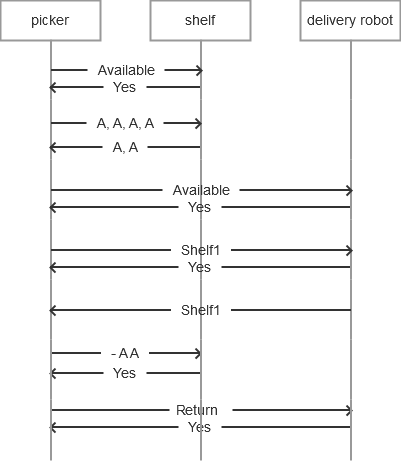 picker shelf delivery robot
Available
Yes
A, A, A, A
A, A
Available
Yes
Shelf1
Yes
Shelf1
- A A
Yes
Return
Yes